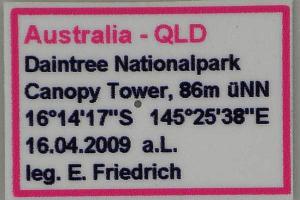 Australia - QLD
Daintree Nationalpark
Canopy Tower, 86m üNN
16°14'17"S 145°25'38"E
16.04.2009 a.L.
leg. E. Friedrich